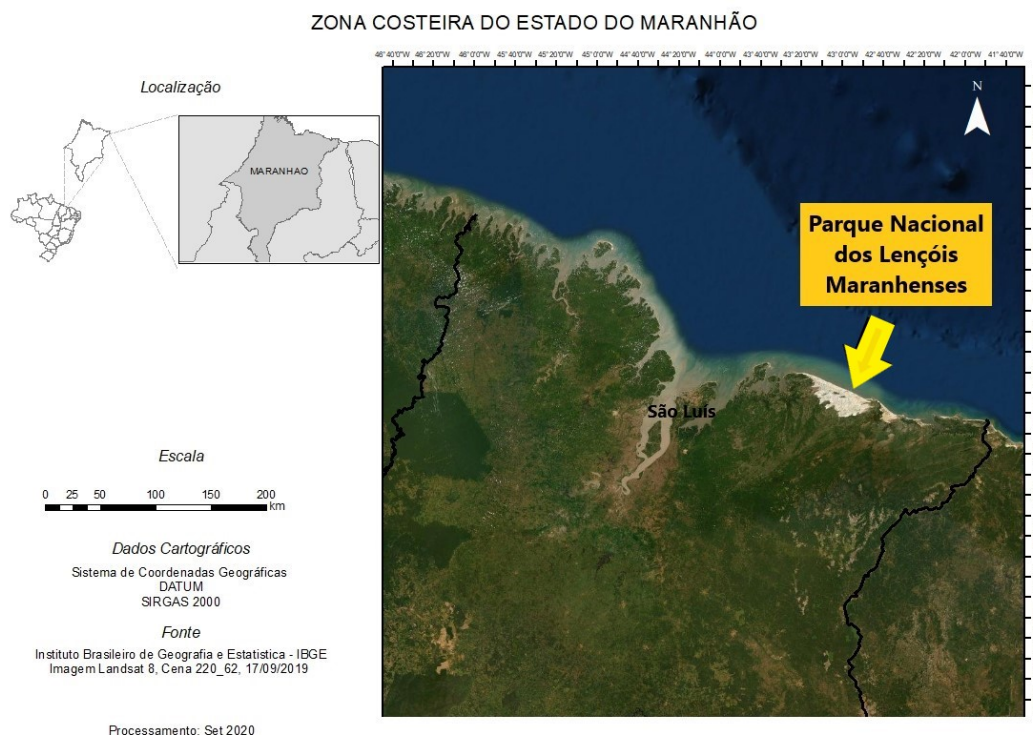 ZONA COSTEIRA DO ESTADO DO MARANHÃO
46°40'0"W 46°20'0"W 46°0'0"W 45°40'0"W 45°20'0"W 45°0'0"W 44°40'0"W 44°20'0"W 44°0'0"W 43°40'0"W 43°20'0"W 43°0'0"W 42°40'0"W 42°20'0"W 42°0'0"W 41°40'0"W
Localização
MARANHAO
N
Parque Nacional
dos Lençóis
Maranhenses
São Luís
Escala
0 25 50 100 150 200
km
Dados Cartográficos
Sistema de Coordenadas Geográficas
DATUM
SIRGAS 2000
Fonte
Instituto Brasileiro de Geografia e Estatistica - IBGE
Imagem Landsat 8, Cena 220_62, 17/09/2019
Processamento: Set 2020